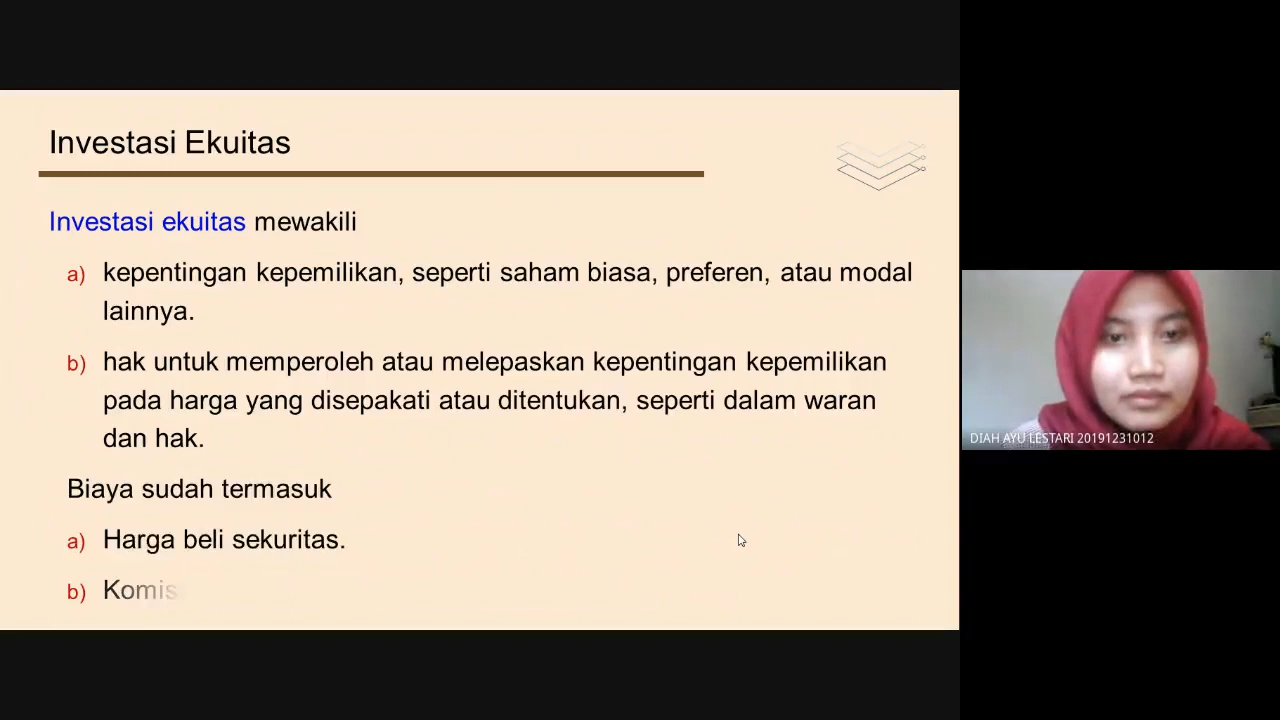 Investasi Ekuitas
Investasi ekuitas mewakili
a) kepentingan kepemilikan, seperti saham biasa, preferen, atau modal
lainnya.
b) hak untuk memperoleh atau melepaskan kepentingan kepemilikan
pada harga yang disepakati atau ditentukan, seperti dalam waran
dan hak.
Biaya sudah termasuk
a) Harga beli sekuritas.
b) Komis
DIAH AYU LESTARI 20191231012